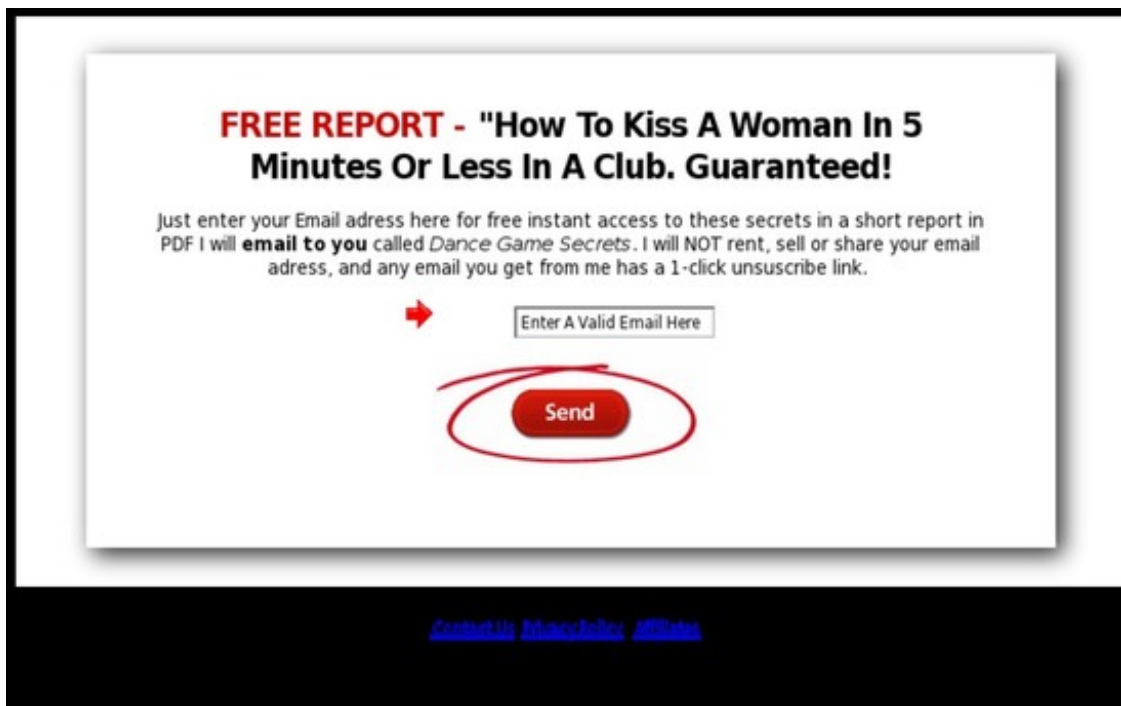 FREE REPORT - "How To Kiss A Woman In 5
Minutes Or Less In A Club. Guaranteed!
Just enter your Email adress here for free instant access to these secrets in a short report in
PDF I will email to you called Dance Game Secrets. I will NOT rent, sell or share your email
adress, and any email you get from me has a 1-click unsuscribe link.
Enter A Valid Email Here
Send
Contact Us Privacy Policy Affiliates